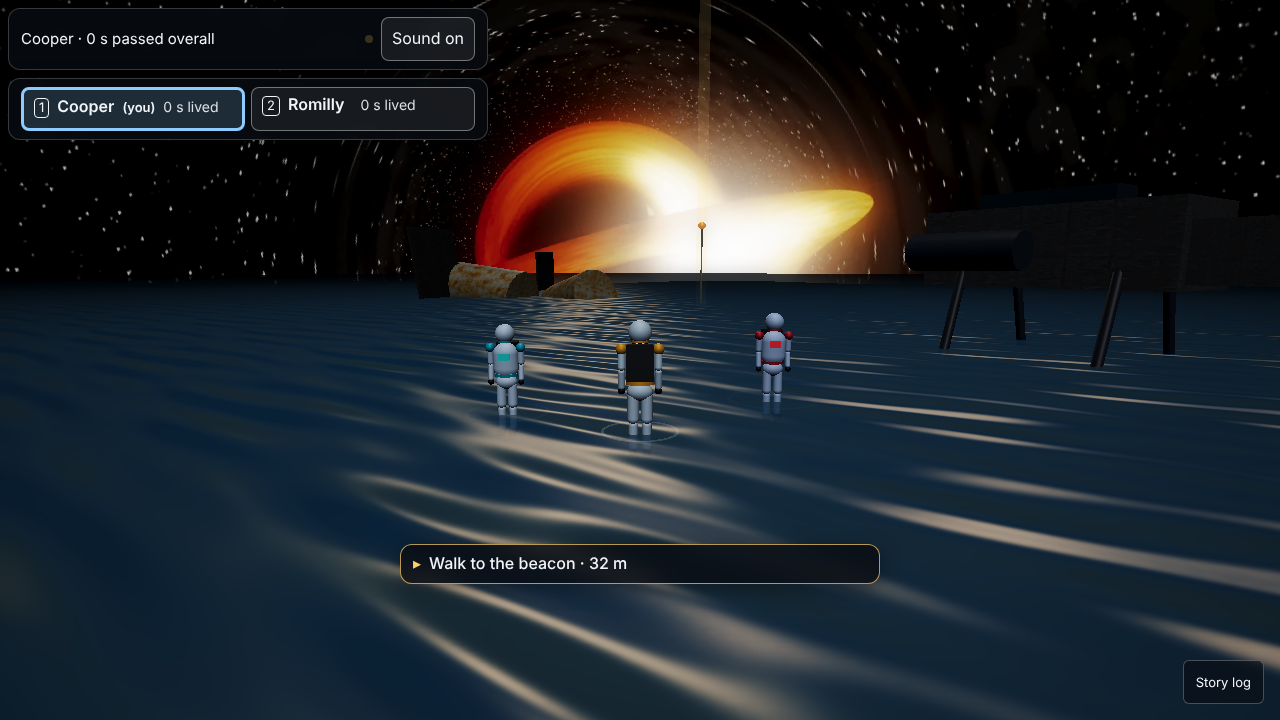 Cooper · 0 s passed overall
Sound on
1 Cooper (you) 0 s lived
2 Romilly 0 s lived
▸ Walk to the beacon · 32 m
Story log